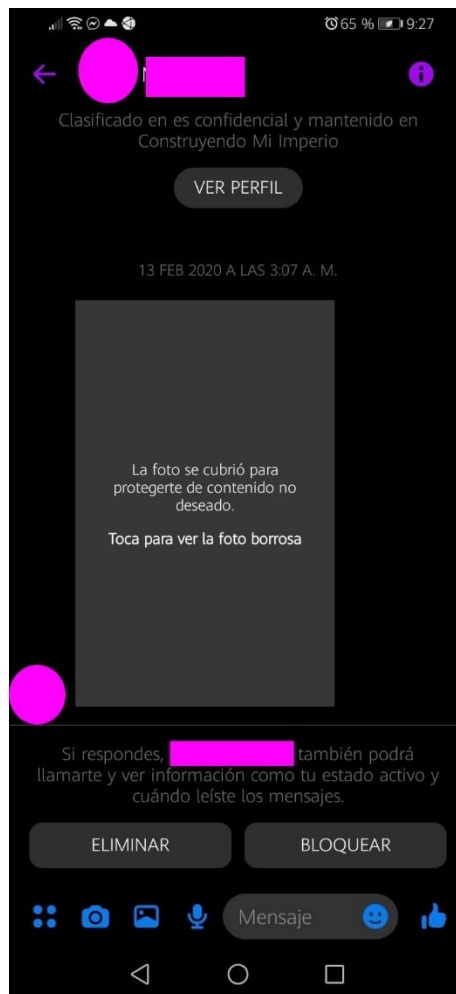 65 % 9:27
Clasificado en es confidencial y mantenido en
Construyendo Mi Imperio
VER PERFIL
13 FEB 2020 A LAS 3:07 A. M.
La foto se cubrió para
protegerte de contenido no
deseado.
Toca para ver la foto borrosa
Si respondes, también podrá
llamarte y ver información como tu estado activo y
cuándo leíste los mensajes.
ELIMINAR BLOQUEAR
Mensaje